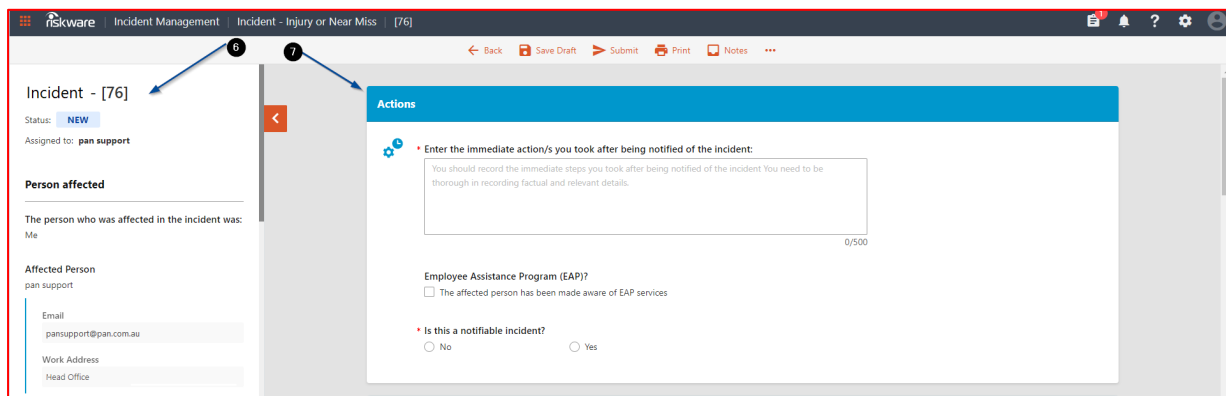 riskware | Incident Management | Incident - Injury or Near Miss | [76]
1
?
6
7
Back
Save Draft
Submit
Print
Notes
Incident - [76]
Status: NEW
Assigned to: pan support
Person affected
The person who was affected in the incident was:
Me
Affected Person
pan support
Email
pansupport@pan.com.au
Work Address
Head Office
Actions
* Enter the immediate action/s you took after being notified of the incident:
You should record the immediate steps you took after being notified of the incident You need to be
thorough in recording factual and relevant details.
0/500
Employee Assistance Program (EAP)?
The affected person has been made aware of EAP services
* Is this a notifiable incident?
No
Yes